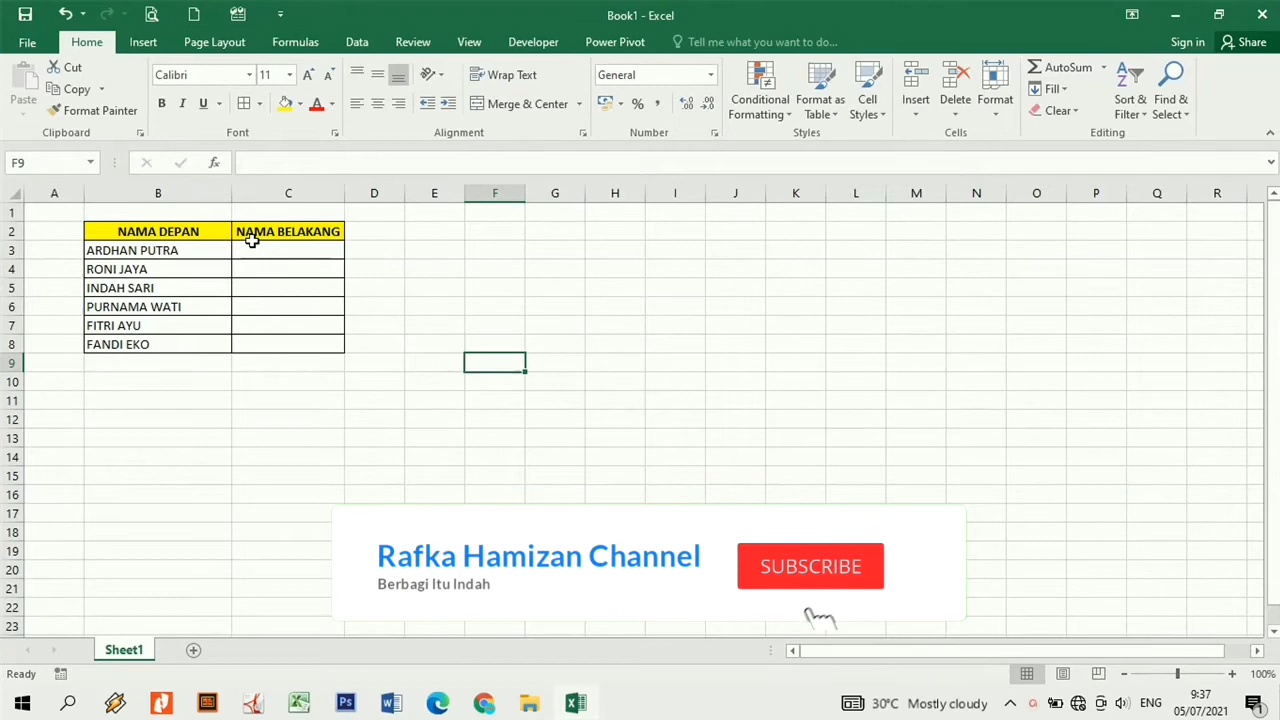 Book1 - Excel
File Home Insert Page Layout Formulas Data Review View Developer Power Pivot Tell me what you want to do... Sign in Share
Paste Cut Copy Format Painter Clipboard
Calibri 11 B I U Font
Wrap Text Merge & Center Alignment
General % , Number
Conditional Formatting Format as Table Cell Styles Styles
Insert Delete Format Cells
AutoSum Fill Clear Sort & Filter Find & Select Editing
F9 fx
A B C D E F G H I J K L M N O P Q R
1
2 NAMA DEPAN NAMA BELAKANG
3 ARDHAN PUTRA
4 RONI JAYA
5 INDAH SARI
6 PURNAMA WATI
7 FITRI AYU
8 FANDI EKO
9
10
11
12
13
14
15
16
17
18
19
20
21
22
23
Rafka Hamizan Channel
Berbagi Itu Indah
SUBSCRIBE
Sheet1
Ready 100%
30°C Mostly cloudy ENG 9:37
05/07/2021 1